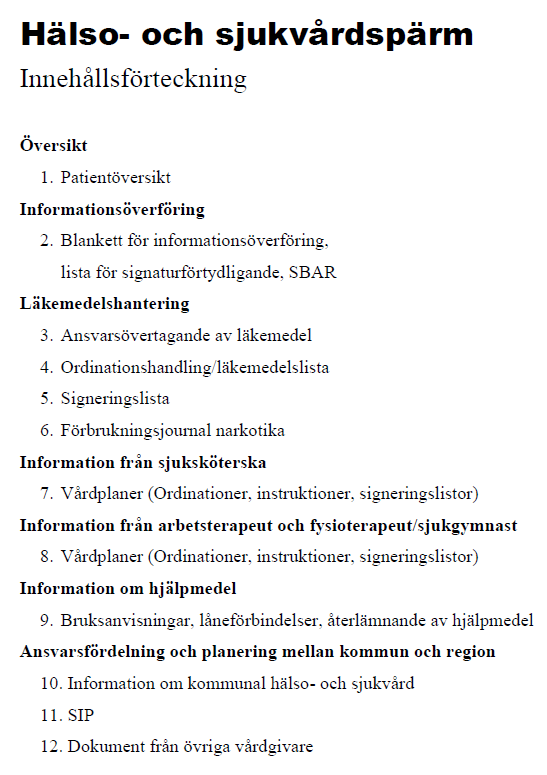 Hälso- och sjukvårdspärm
Innehållsförteckning
Översikt
1. Patientöversikt
Informationsöverföring
2. Blankett för informationsöverföring,
lista för signaturförtydligande, SBAR
Läkemedelshantering
3. Ansvarsövertagande av läkemedel
4. Ordinationshandling/läkemedelslista
5. Signeringslista
6. Förbrukningsjournal narkotika
Information från sjuksköterska
7. Vårdplaner (Ordinationer, instruktioner, signeringslistor)
Information från arbetsterapeut och fysioterapeut/sjukgymnast
8. Vårdplaner (Ordinationer, instruktioner, signeringslistor)
Information om hjälpmedel
9. Bruksanvisningar, låneförbindelser, återlämnande av hjälpmedel
Ansvarsfördelning och planering mellan kommun och region
10. Information om kommunal hälso- och sjukvård
11. SIP
12. Dokument från övriga vårdgivare